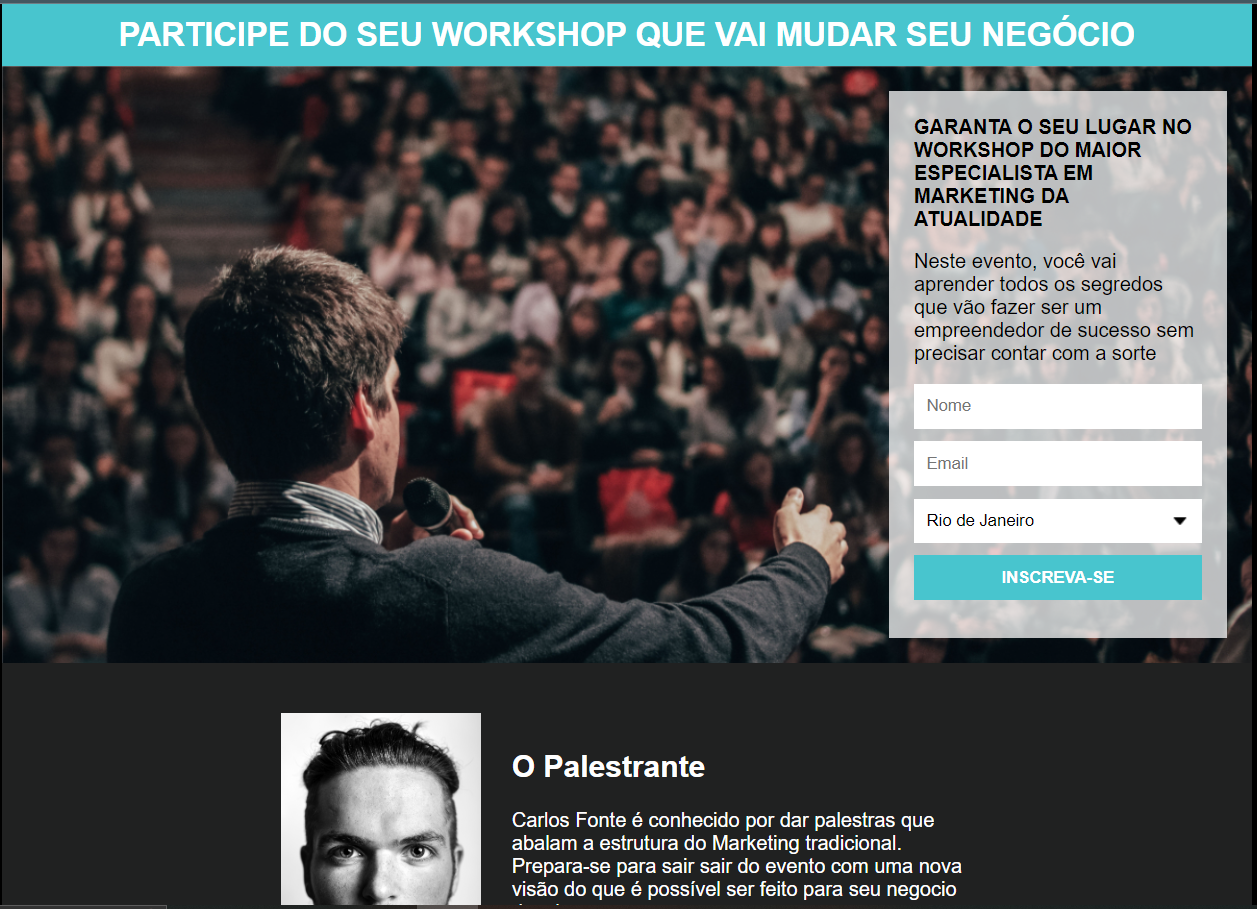 PARTICIPE DO SEU WORKSHOP QUE VAI MUDAR SEU NEGÓCIO
GARANTA O SEU LUGAR NO
WORKSHOP DO MAIOR
ESPECIALISTA EM
MARKETING DA
ATUALIDADE
Neste evento, você vai
aprender todos os segredos
que vão fazer ser um
empreendedor de sucesso sem
precisar contar com a sorte
Nome
Email
Rio de Janeiro
INSCREVA-SE
O Palestrante
Carlos Fonte é conhecido por dar palestras que
abalam a estrutura do Marketing tradicional.
Prepara-se para sair sair do evento com uma nova
visão do que é possível ser feito para seu negocio